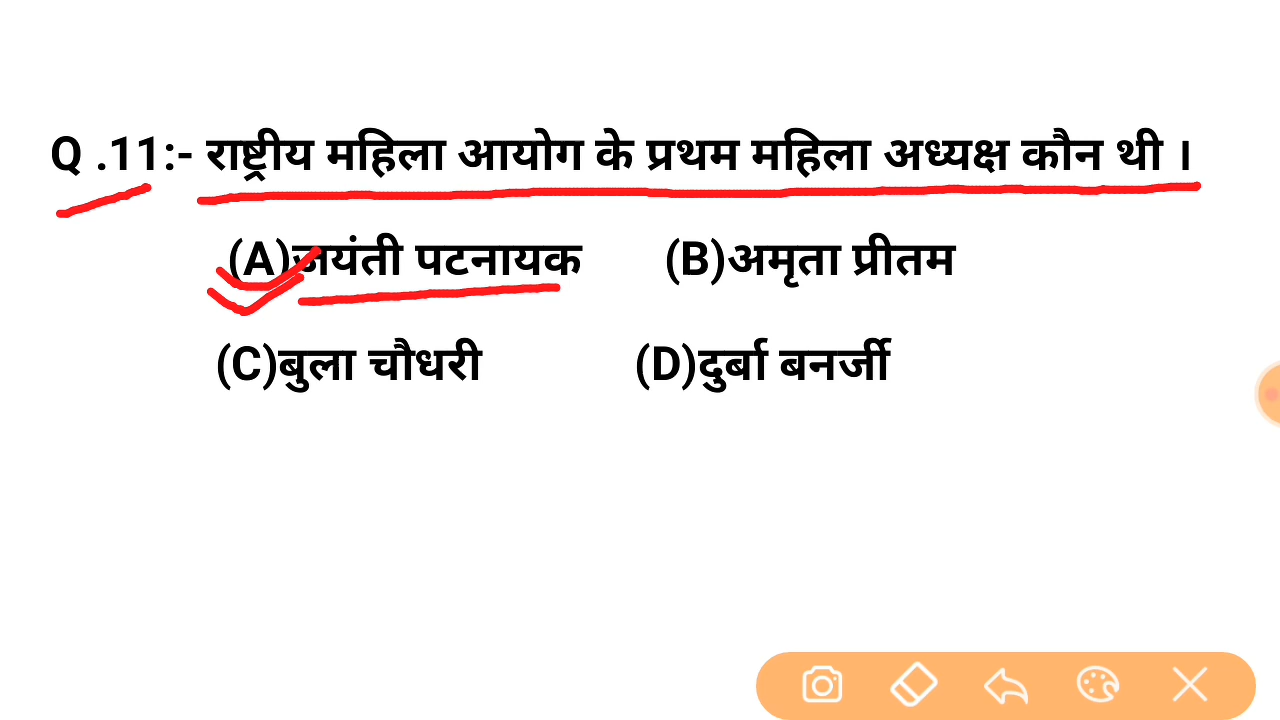 Q .11:- राष्ट्रीय महिला आयोग के प्रथम महिला अध्यक्ष कौन थी ।
(A)जयंती पटनायक (B)अमृता प्रीतम
(C)बुला चौधरी (D)दुर्बा बनर्जी